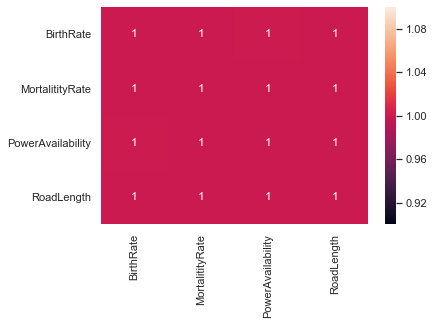 BirthRate 1 1 1 1
MortalitityRate 1 1 1 1
PowerAvailability 1 1 1 1
RoadLength 1 1 1 1
BirthRate
MortalitityRate
PowerAvailability
RoadLength
1.08
1.04
1.00
0.96
0.92